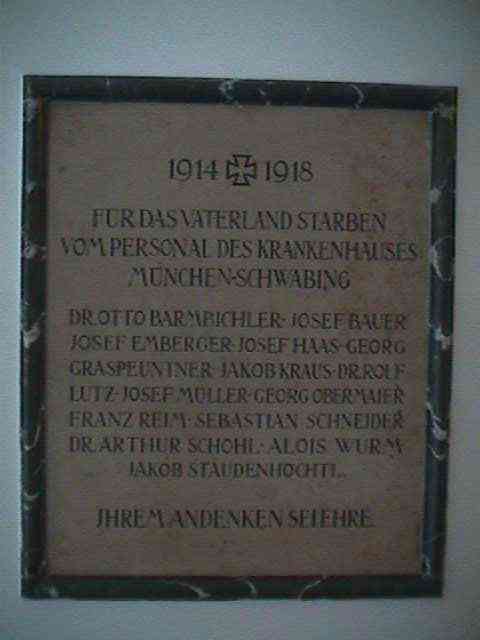 1914 1918
FÜR DAS VATERLAND STARBEN
VOM PERSONAL DES KRANKENHAUSES
MÜNCHEN-SCHWABING
DR.OTTO BARMBICHLER · JOSEF BAUER
JOSEF EMBERGER · JOSEF HAAS · GEORG
GRASPEUNTNER · JAKOB KRAUS · DR.ROLF
LUTZ · JOSEF MÜLLER · GEORG OBERMAIER
FRANZ REIM · SEBASTIAN SCHNEIDER
DR.ARTHUR SCHOHL · ALOIS WURM
JAKOB STAUDENHÖCHTL
JHREM ANDENKEN SEI EHRE